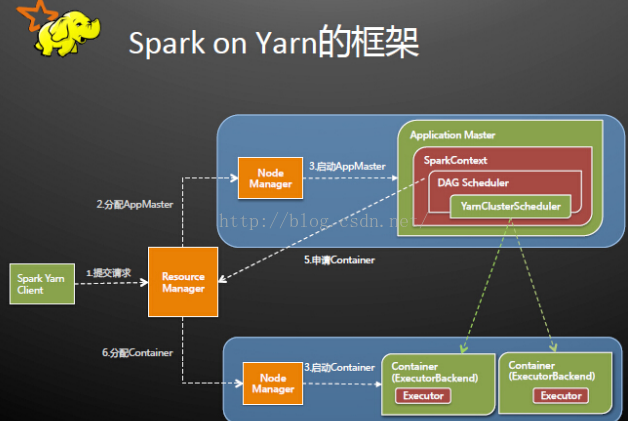 Spark on Yarn的框架
Application Master
SparkContext
DAG Scheduler
YarnClusterScheduler
Node
Manager
3.启动AppMaster
2.分配AppMaster
http://blog.csdn.net/
5.申请Container
Spark Yarn
Client
1.提交请求
Resource
Manager
6.分配Container
Node
Manager
3.启动Container
Container
(ExecutorBackend)
Executor
Container
(ExecutorBackend)
Executor